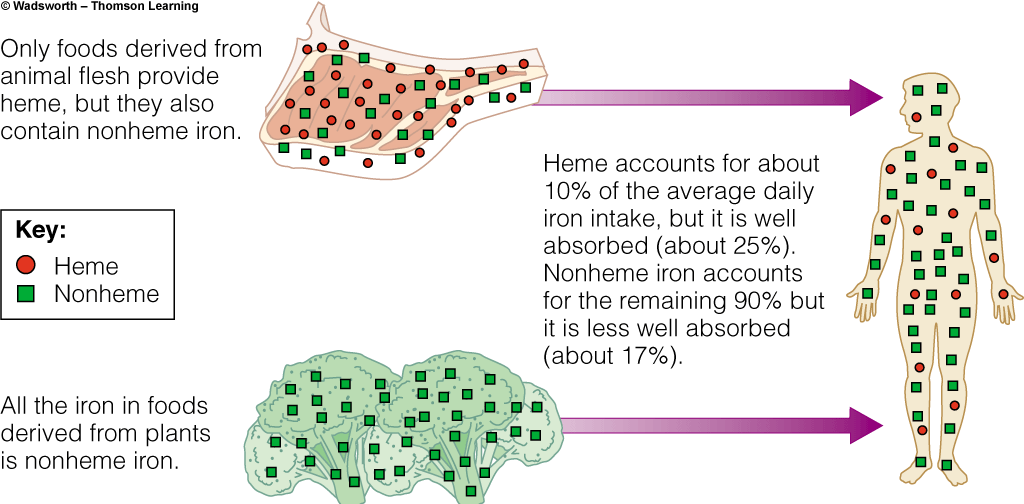 © Wadsworth – Thomson Learning
Only foods derived from
animal flesh provide
heme, but they also
contain nonheme iron.
Heme accounts for about
10% of the average daily
iron intake, but it is well
absorbed (about 25%).
Nonheme iron accounts
for the remaining 90% but
it is less well absorbed
(about 17%).
Key:
Heme
Nonheme
All the iron in foods
derived from plants
is nonheme iron.